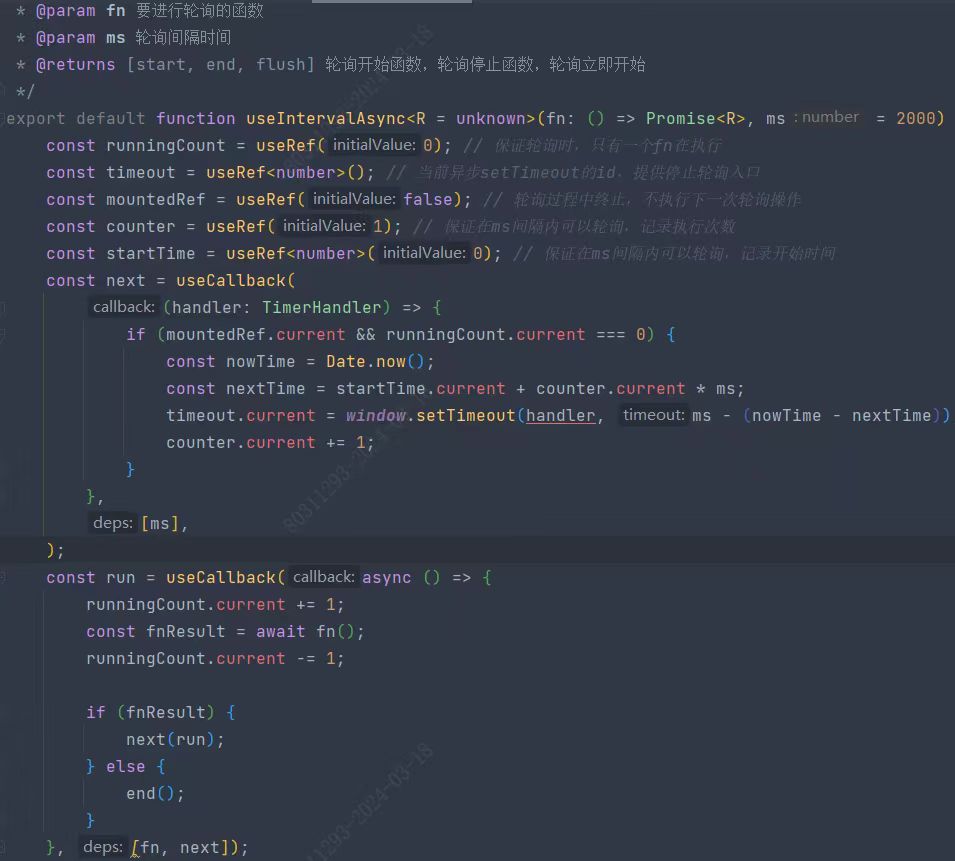 * @param fn 要进行轮询的函数
* @param ms 轮询间隔时间
* @returns [start, end, flush] 轮询开始函数，轮询停止函数，轮询立即开始
*/
export default function useIntervalAsync<R = unknown>(fn: () => Promise<R>, ms : number = 2000)
const runningCount = useRef( initialValue: 0); // 保证轮询时，只有一个fn在执行
const timeout = useRef<number>(); // 当前异步setTimeout的id，提供停止轮询入口
const mountedRef = useRef( initialValue: false); // 轮询过程中终止，不执行下一次轮询操作
const counter = useRef( initialValue: 1); // 保证在ms间隔内可以轮询，记录执行次数
const startTime = useRef<number>( initialValue: 0); // 保证在ms间隔内可以轮询，记录开始时间
const next = useCallback(
callback: (handler: TimerHandler) => {
if (mountedRef.current && runningCount.current === 0) {
const nowTime = Date.now();
const nextTime = startTime.current + counter.current * ms;
timeout.current = window.setTimeout(handler, timeout: ms - (nowTime - nextTime))
counter.current += 1;
}
},
deps: [ms],
);
const run = useCallback( callback: async () => {
runningCount.current += 1;
const fnResult = await fn();
runningCount.current -= 1;
if (fnResult) {
next(run);
} else {
end();
}
}, deps: [fn, next]);